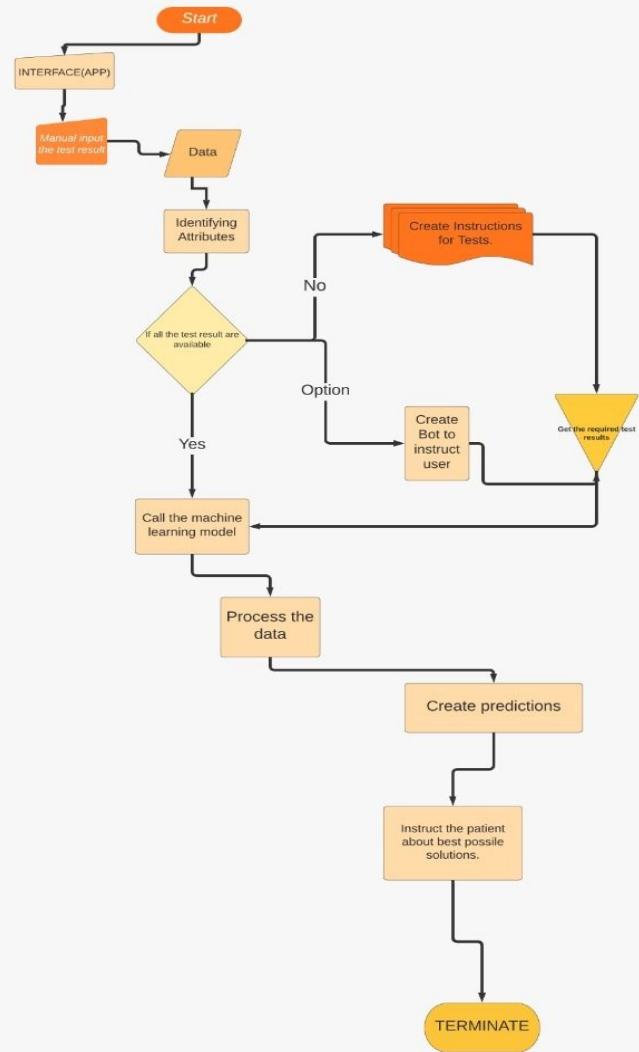 Start
INTERFACE(APP)
Manual input
the test result
Data
Identifying
Attributes
Create Instructions
for Tests.
No
If all the test result are
available
Option
Create
Bot to
instruct
user
Get the required test
results
Yes
Call the machine
learning model
Process the
data
Create predictions
Instruct the patient
about best possile
solutions.
TERMINATE